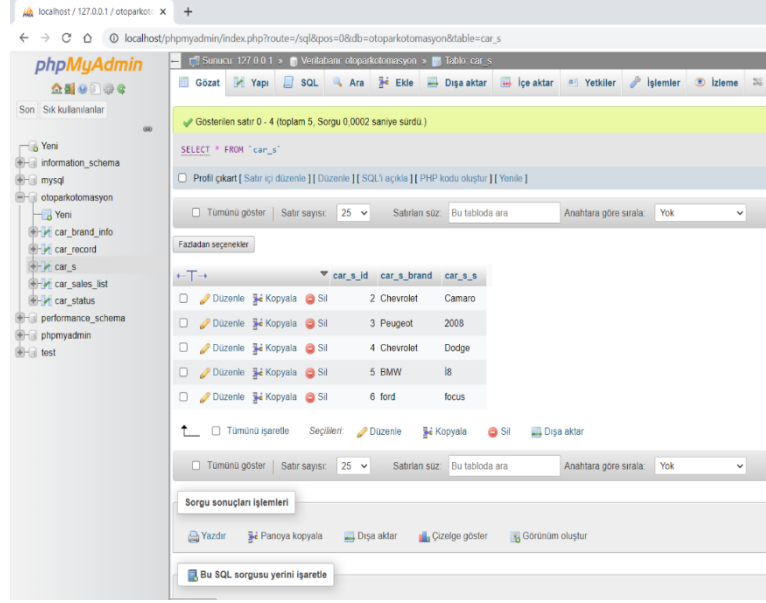 localhost / 127.0.0.1 / otoparkoto
localhost/phpmyadmin/index.php?route=/sql&pos=0&db=otoparkotomasyon&table=car_s
phpMyAdmin
Son Sık kullanılanlar
Yeni
information_schema
mysql
otoparkotomasyon
Yeni
car_brand_info
car_record
car_s
car_sales_list
car_status
performance_schema
phpmyadmin
test
Sunucu: 127.0.0.1 » Veritabanı: otoparkotomasyon » Tablo: car_s
Gözat Yapı SQL Ara Ekle Dışa aktar İçe aktar Yetkiler İşlemler İzleme
Gösterilen satır 0 - 4 (toplam 5, Sorgu 0,0002 saniye sürdü.)
SELECT * FROM `car_s`
Profil çıkart [ Satır içi düzenle ] [ Düzenle ] [ SQL'i açıkla ] [ PHP kodu oluştur ] [ Yenile ]
Tümünü göster Satır sayısı: 25 Satırları süz: Bu tabloda ara Anahtara göre sırala: Yok
Fazladan seçenekler
car_s_id car_s_brand car_s_s
Düzenle Kopyala Sil 2 Chevrolet Camaro
Düzenle Kopyala Sil 3 Peugeot 2008
Düzenle Kopyala Sil 4 Chevrolet Dodge
Düzenle Kopyala Sil 5 BMW İ8
Düzenle Kopyala Sil 6 ford focus
Tümünü işaretle Seçilileri: Düzenle Kopyala Sil Dışa aktar
Tümünü göster Satır sayısı: 25 Satırları süz: Bu tabloda ara Anahtara göre sırala: Yok
Sorgu sonuçları işlemleri
Yazdır Panoya kopyala Dışa aktar Çizelge göster Görünüm oluştur
Bu SQL sorgusu yerini işaretle